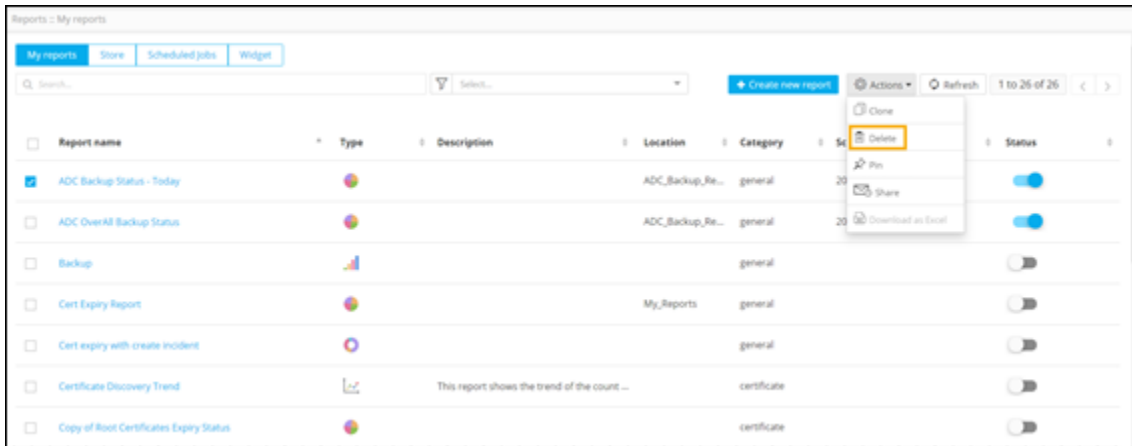 Reports :: My reports
My reports Store Scheduled Jobs Widget
Search... Select... + Create new report Actions Refresh 1 to 26 of 26 < >
Clone
Report name Type Description Location Category Sc Delete Status
Pin
ADC Backup Status - Today ADC_Backup_Re... general 20
Share
ADC OverAll Backup Status ADC_Backup_Re... general 20 Download as Excel
Backup general
Cert Expiry Report My_Reports general
Cert expiry with create incident general
Certificate Discovery Trend This report shows the trend of the count ... certificate
Copy of Root Certificates Expiry Status certificate